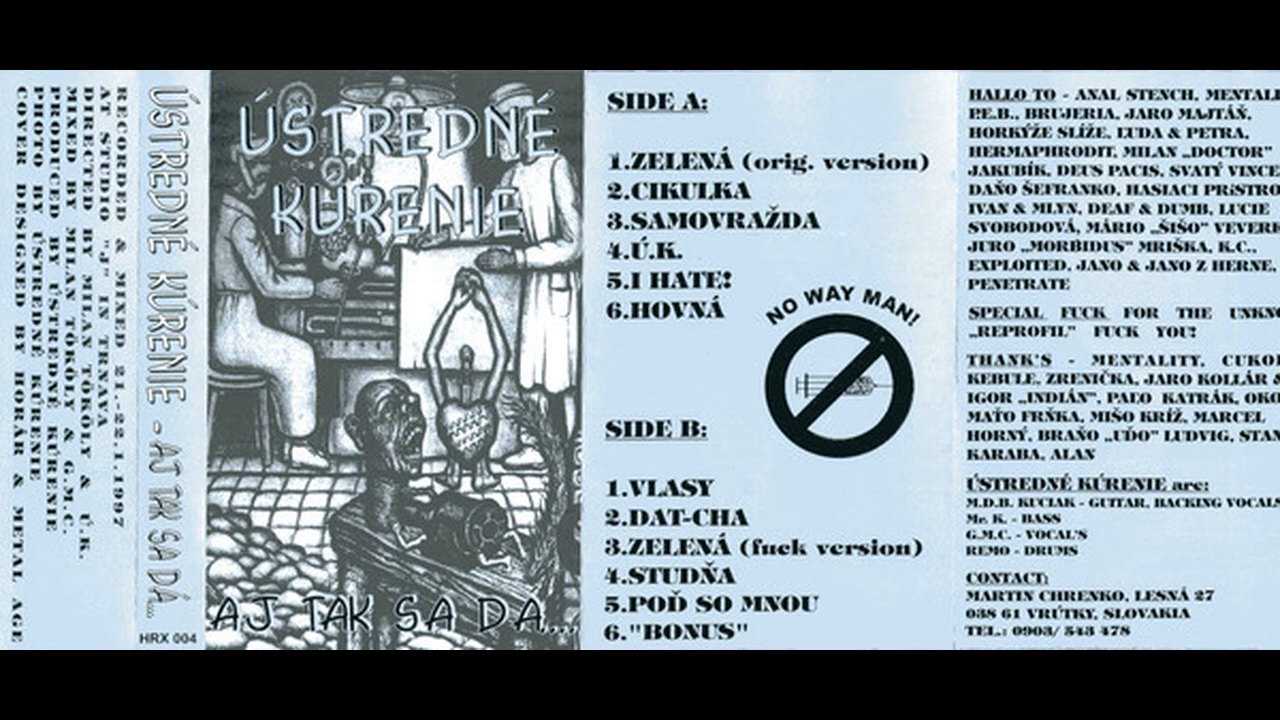 RECORDED & MIXED 21.-22.1.1997
AT STUDIO "J" IN TRNAVA
DIRECTED BY MILAN TÖKÖLY & Ú.K.
MIXED BY MILAN TÖKÖLY & G.M.C.
PRODUCED BY ÚSTREDNÉ KÚRENIE
PHOTO BY ÚSTREDNÉ KÚRENIE
COVER DESIGNED BY HORÁR & METAL AGE
ÚSTREDNÉ KÚRENIE - AJ TAK SA DÁ...
HRX 004
ÚSTREDNÉ
KÚRENIE
AJ TAK SA DÁ...
SIDE A:
1.ZELENÁ (orig. version)
2.CIKULKA
3.SAMOVRAŽDA
4.Ú.K.
5.I HATE!
6.HOVNÁ
NO WAY MAN!
SIDE B:
1.VLASY
2.DAT-CHA
3.ZELENÁ (fuck version)
4.STUDŇA
5.POĎ SO MNOU
6."BONUS"
HALLO TO - ANAL STENCH, MENTALI
P.E.B., BRUJERIA, JARO MAJTÁŇ,
HORKÝŽE SLÍŽE, ĽUDA & PETRA,
HERMAPHRODIT, MILAN „DOCTOR"
JAKUBÍK, DEUS PACIS, SVATÝ VINCE
DAŇO ŠEFRANKO, HASIACI PRíSTRO
IVAN & MLYN, DEAF & DUMB, LUCIE
SVOBODOVÁ, MÁRIO „ŠIŠO" VEVER
JURO „MORBIDUS" MRIŠKA, K.C.,
EXPLOITED, JANO & JANO Z HERNE,
PENETRATE
SPECIAL FUCK FOR THE UNKNO
„REPROFIL" FUCK YOU!
THANK'S - MENTALITY, CUKO
KEBULE, ZRENIČKA, JARO KOLLÁR &
IGOR „INDIÁN", PAĽO KATRÁK, OKO
MAŤO FRŇKA, MIŠO KRÍŽ, MARCEL
HORNÝ, BRAŇO „UĎO" LUDVIG, STAN
KARABA, ALAN
ÚSTREDNÉ KÚRENIE are:
M.D.B. KUCIAK - GUITAR, BACKING VOCALS
Mr. K. - BASS
G.M.C. - VOCAL'S
REMO - DRUMS
CONTACT:
MARTIN CHRENKO, LESNÁ 27
038 61 VRÚTKY, SLOVAKIA
TEL.: 0903/ 543 478